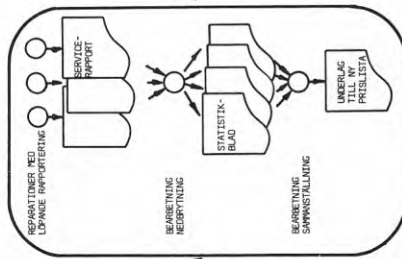 REPARATIONER MED
LÖPANDE RAPPORTERING
SERVICE-
RAPPORT
BEARBETNING
NEDBRYTNING
STATISTIK-
BLAD
BEARBETNING
SAMMANSTÄLLNING
UNDERLAG
TILL NY
PRISLISTA